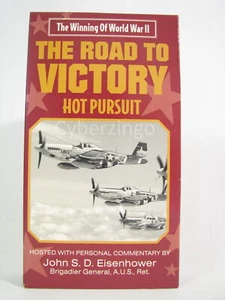 The Winning Of World War II
THE ROAD TO
VICTORY
HOT PURSUIT
Cyberzingo
HOSTED WITH PERSONAL COMMENTARY BY
John S. D. Eisenhower
Brigadier General, A.U.S., Ret.